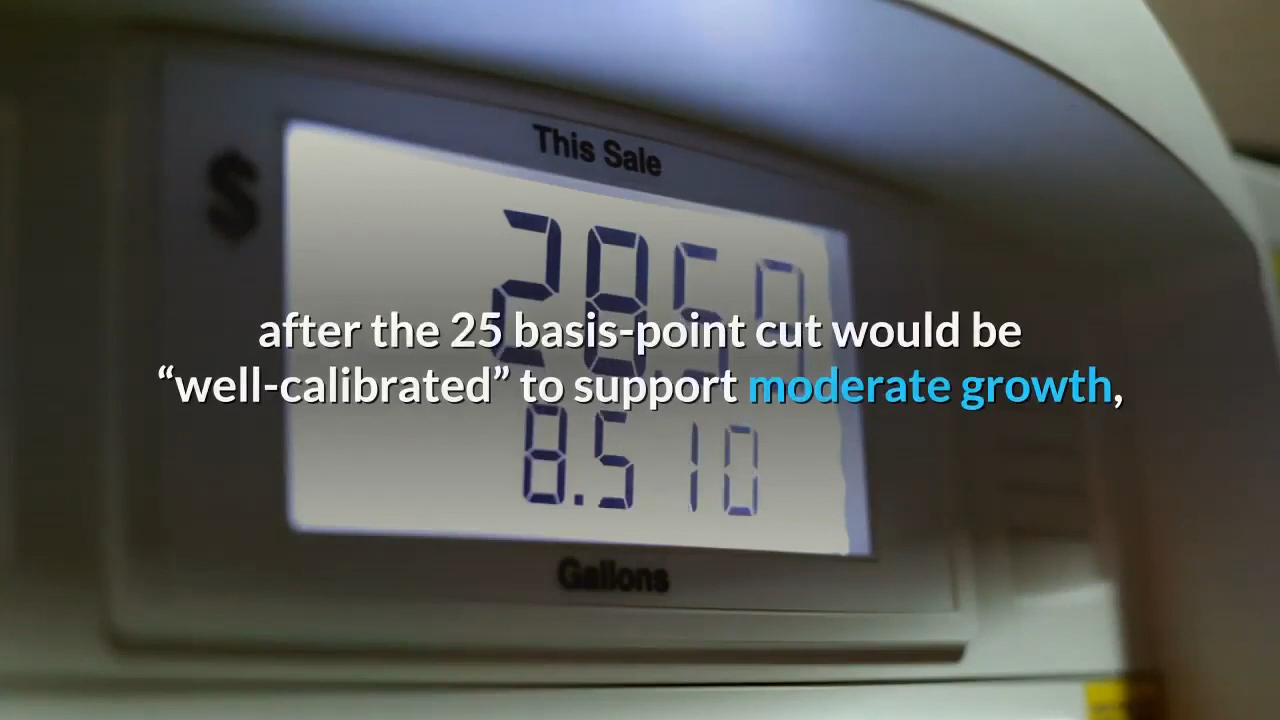 This Sale
$
after the 25 basis-point cut would be
“well-calibrated” to support moderate growth,
8.510
Gallons